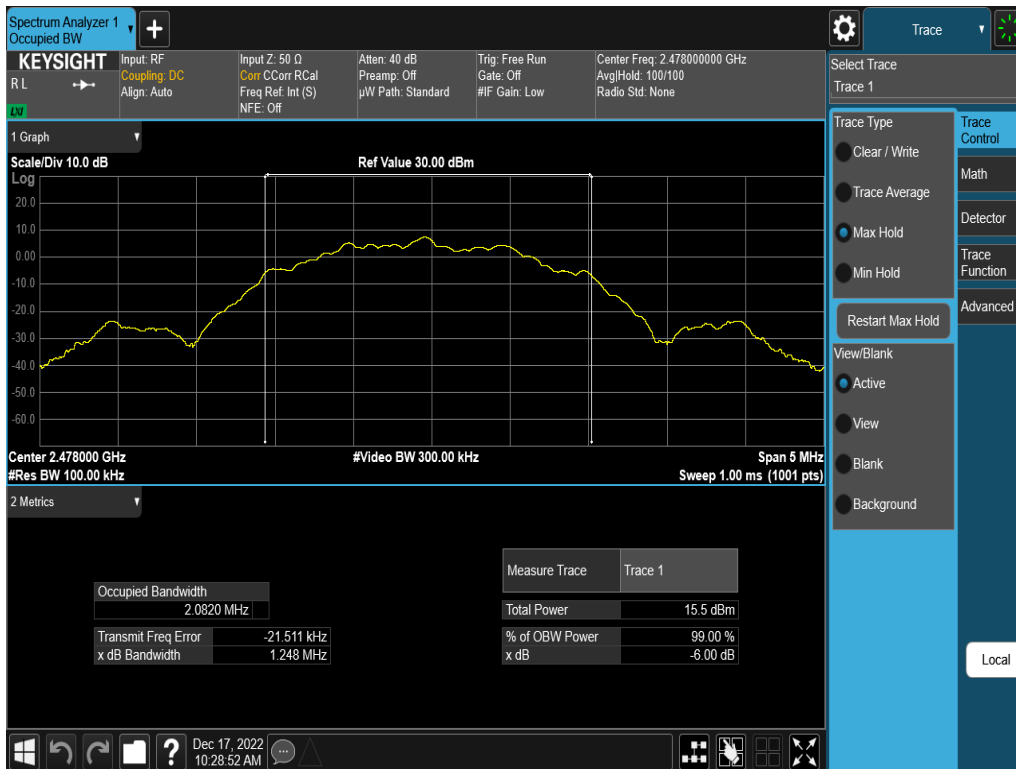 Spectrum Analyzer 1
Occupied BW
+
Trace
KEYSIGHT
R L
LXI
Input: RF
Coupling: DC
Align: Auto
Input Z: 50 Ω
Corr CCorr RCal
Freq Ref: Int (S)
NFE: Off
Atten: 40 dB
Preamp: Off
µW Path: Standard
Trig: Free Run
Gate: Off
#IF Gain: Low
Center Freq: 2.478000000 GHz
Avg|Hold: 100/100
Radio Std: None
Select Trace
Trace 1
1 Graph
Scale/Div 10.0 dB
Ref Value 30.00 dBm
Log
20.0
10.0
0.00
-10.0
-20.0
-30.0
-40.0
-50.0
-60.0
Center 2.478000 GHz
#Video BW 300.00 kHz
Span 5 MHz
#Res BW 100.00 kHz
Sweep 1.00 ms (1001 pts)
2 Metrics
Occupied Bandwidth
2.0820 MHz
Transmit Freq Error -21.511 kHz
x dB Bandwidth 1.248 MHz
Measure Trace Trace 1
Total Power 15.5 dBm
% of OBW Power 99.00 %
x dB -6.00 dB
Trace Type
Clear / Write
Trace Average
Max Hold
Min Hold
Restart Max Hold
View/Blank
Active
View
Blank
Background
Trace
Control
Math
Detector
Trace
Function
Advanced
Local
?
Dec 17, 2022
10:28:52 AM